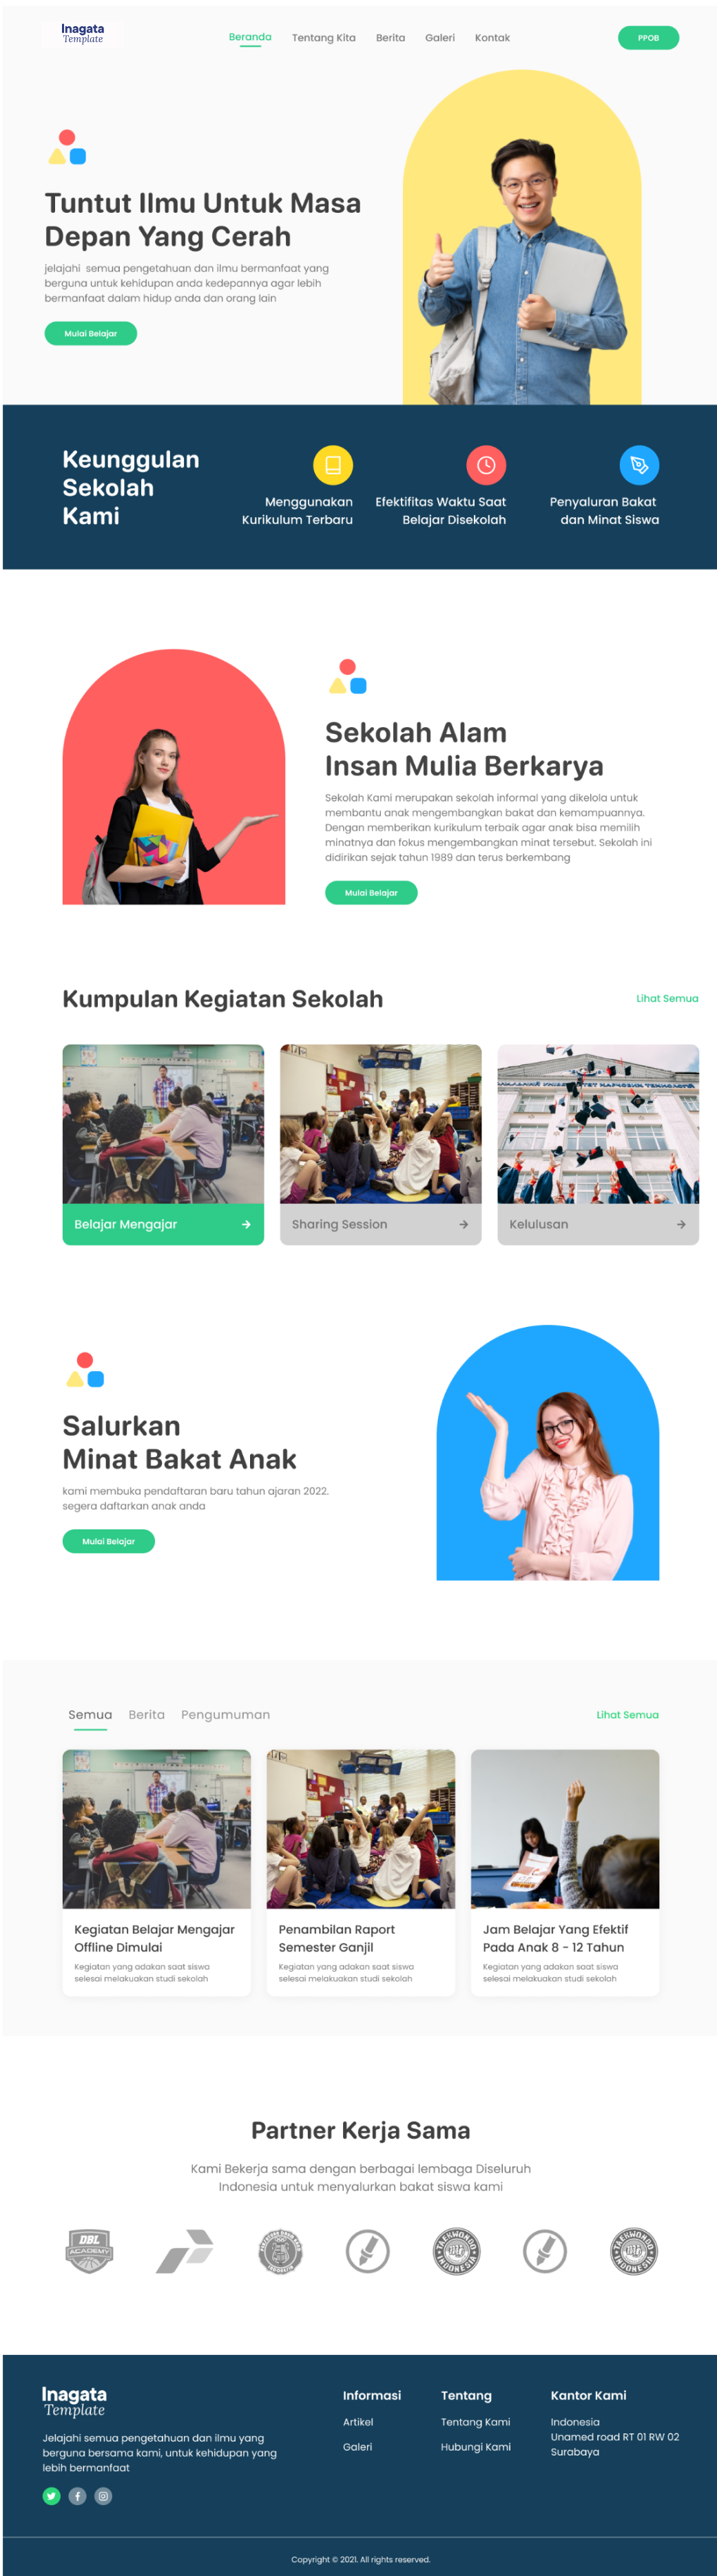 Inagata
Template
Beranda
Tentang Kita
Berita
Galeri
Kontak
PPOB
Tuntut Ilmu Untuk Masa
Depan Yang Cerah
jelajahi semua pengetahuan dan ilmu bermanfaat yang
berguna untuk kehidupan anda kedepannya agar lebih
bermanfaat dalam hidup anda dan orang lain
Mulai Belajar
Keunggulan
Sekolah
Kami
Menggunakan
Kurikulum Terbaru
Efektifitas Waktu Saat
Belajar Disekolah
Penyaluran Bakat
dan Minat Siswa
Sekolah Alam
Insan Mulia Berkarya
Sekolah Kami merupakan sekolah informal yang dikelola untuk
membantu anak mengembangkan bakat dan kemampuannya.
Dengan memberikan kurikulum terbaik agar anak bisa memilih
minatnya dan fokus mengembangkan minat tersebut. Sekolah ini
didirikan sejak tahun 1989 dan terus berkembang
Mulai Belajar
Kumpulan Kegiatan Sekolah
Lihat Semua
Belajar Mengajar
Sharing Session
Kelulusan
Salurkan
Minat Bakat Anak
kami membuka pendaftaran baru tahun ajaran 2022.
segera daftarkan anak anda
Mulai Belajar
Semua
Berita
Pengumuman
Lihat Semua
Kegiatan Belajar Mengajar
Offline Dimulai
Kegiatan yang adakan saat siswa
selesai melakuakan studi sekolah
Penambilan Raport
Semester Ganjil
Kegiatan yang adakan saat siswa
selesai melakuakan studi sekolah
Jam Belajar Yang Efektif
Pada Anak 8 - 12 Tahun
Kegiatan yang adakan saat siswa
selesai melakuakan studi sekolah
Partner Kerja Sama
Kami Bekerja sama dengan berbagai lembaga Diseluruh
Indonesia untuk menyalurkan bakat siswa kami
DBL
ACADEMY
TAEKWONDO
INDONESIA
TAEKWONDO
INDONESIA
Inagata
Template
Jelajahi semua pengetahuan dan ilmu yang
berguna bersama kami, untuk kehidupan yang
lebih bermanfaat
Informasi
Artikel
Galeri
Tentang
Tentang Kami
Hubungi Kami
Kantor Kami
Indonesia
Unamed road RT 01 RW 02
Surabaya
Copyright © 2021. All rights reserved.